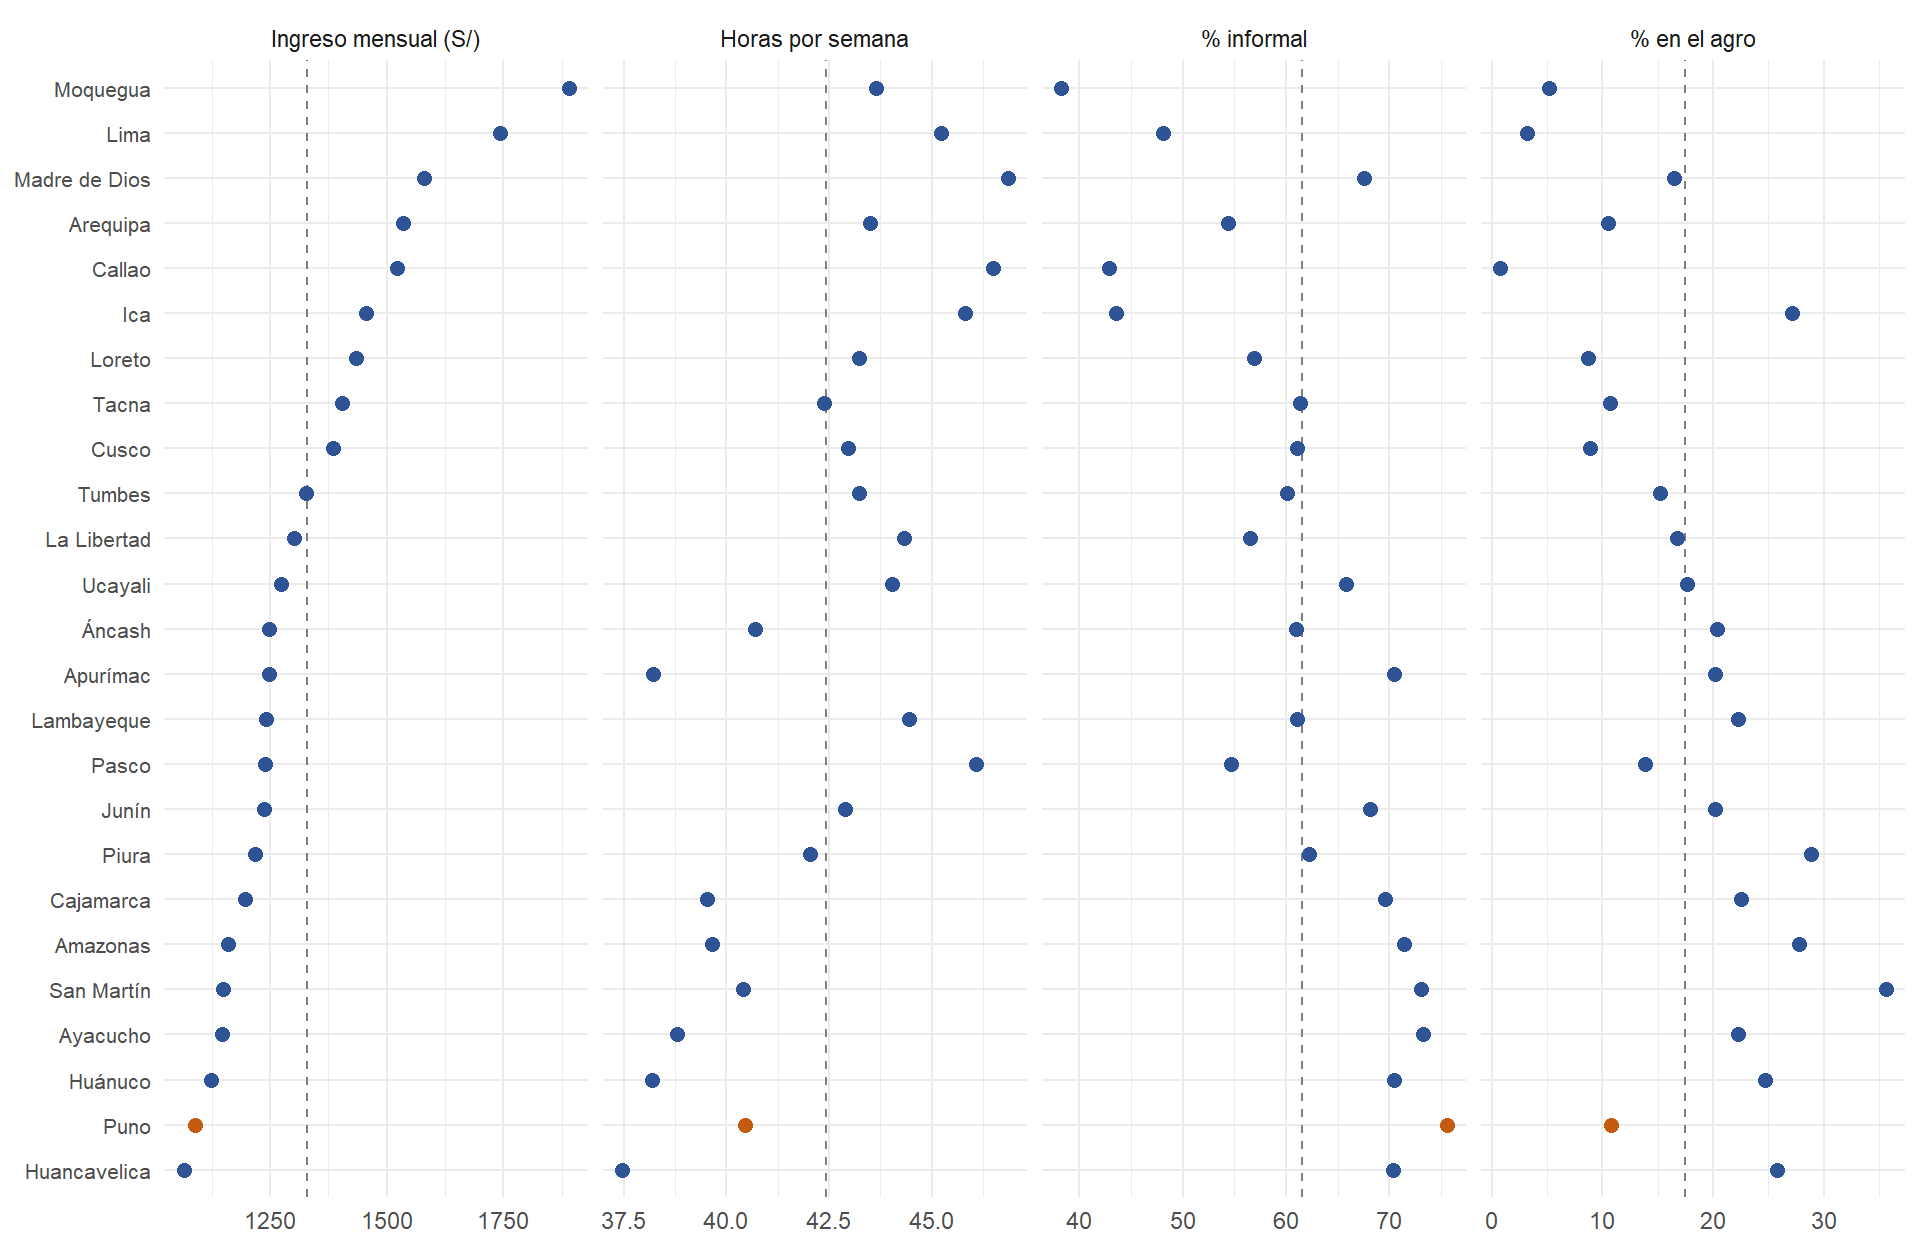 Ingreso mensual (S/) Horas por semana % informal % en el agro
Moquegua
Lima
Madre de Dios
Arequipa
Callao
Ica
Loreto
Tacna
Cusco
Tumbes
La Libertad
Ucayali
Áncash
Apurímac
Lambayeque
Pasco
Junín
Piura
Cajamarca
Amazonas
San Martín
Ayacucho
Huánuco
Puno
Huancavelica
1250 1500 1750 37.5 40.0 42.5 45.0 40 50 60 70 0 10 20 30